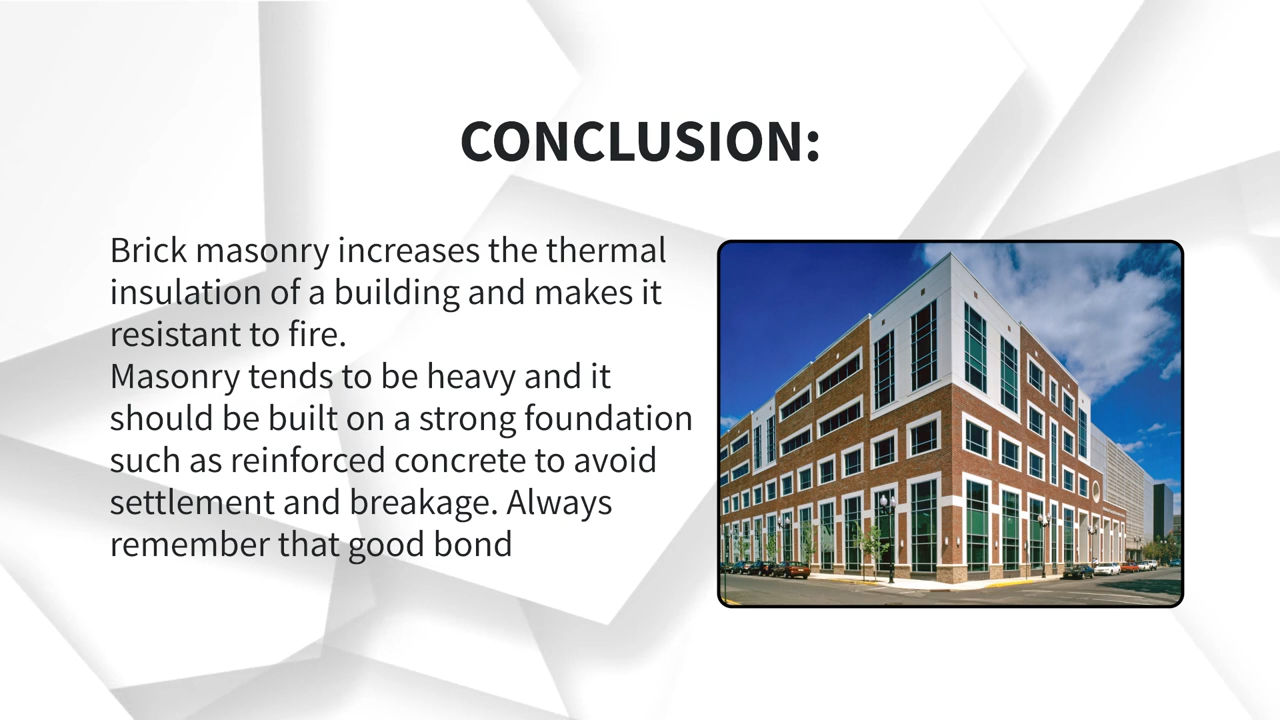 CONCLUSION:
Brick masonry increases the thermal
insulation of a building and makes it
resistant to fire.
Masonry tends to be heavy and it
should be built on a strong foundation
such as reinforced concrete to avoid
settlement and breakage. Always
remember that good bond